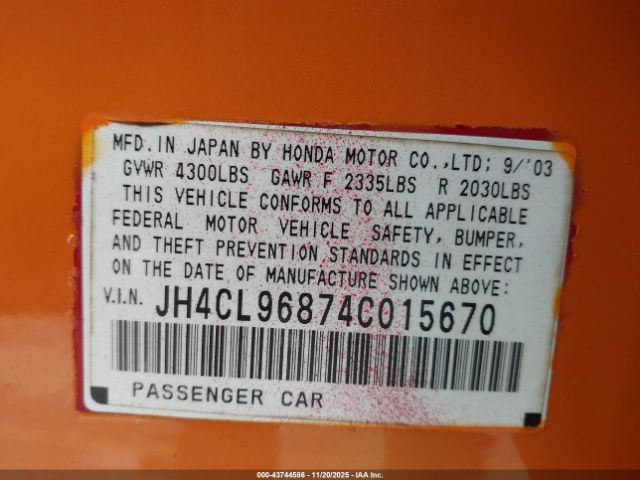 MFD. IN JAPAN BY HONDA MOTOR CO.,LTD; 9/'03
GVWR 4300LBS GAWR F 2335LBS R 2030LBS
THIS VEHICLE CONFORMS TO ALL APPLICABLE
FEDERAL MOTOR VEHICLE SAFETY, BUMPER,
AND THEFT PREVENTION STANDARDS IN EFFECT
ON THE DATE OF MANUFACTURE SHOWN ABOVE:
V.I.N. JH4CL96874C015670
PASSENGER CAR
000-43744586 - 11/20/2025 - IAA Inc.